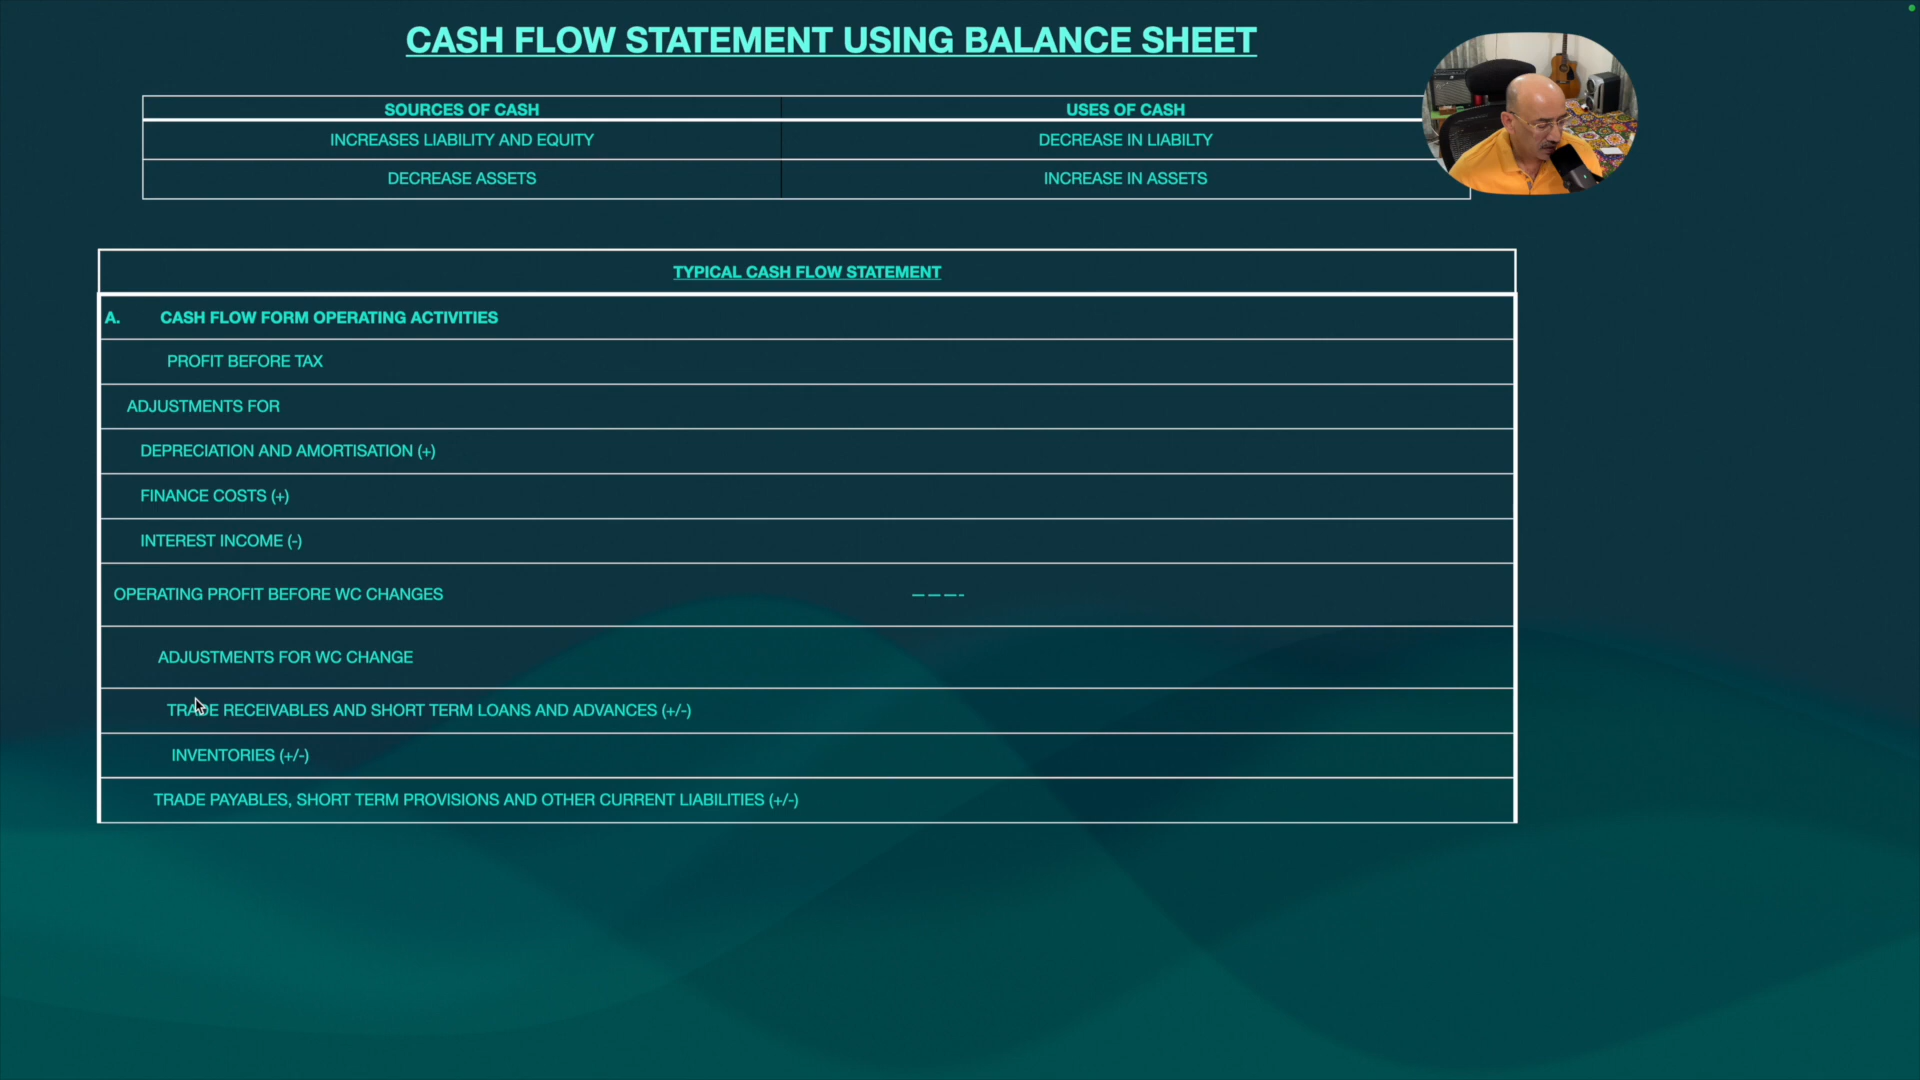 CASH FLOW STATEMENT USING BALANCE SHEET
SOURCES OF CASH
USES OF CASH
INCREASES LIABILITY AND EQUITY
DECREASE IN LIABILTY
DECREASE ASSETS
INCREASE IN ASSETS
TYPICAL CASH FLOW STATEMENT
A. CASH FLOW FORM OPERATING ACTIVITIES
PROFIT BEFORE TAX
ADJUSTMENTS FOR
DEPRECIATION AND AMORTISATION (+)
FINANCE COSTS (+)
INTEREST INCOME (-)
OPERATING PROFIT BEFORE WC CHANGES ———-
ADJUSTMENTS FOR WC CHANGE
TRADE RECEIVABLES AND SHORT TERM LOANS AND ADVANCES (+/-)
INVENTORIES (+/-)
TRADE PAYABLES, SHORT TERM PROVISIONS AND OTHER CURRENT LIABILITIES (+/-)